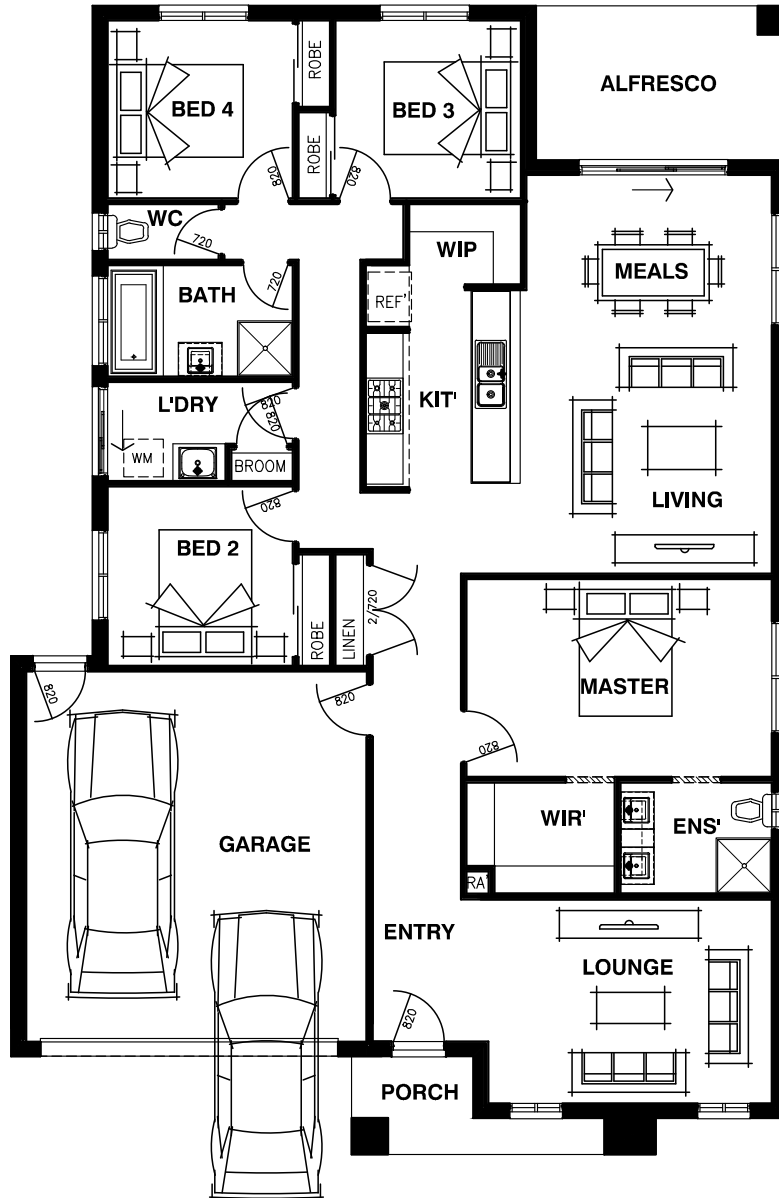 ROBE
ALFRESCO
BED 4
BED 3
ROBE
820
820
WC
720
WIP
720
MEALS
BATH
REF'
KIT'
L'DRY
820
820
WM
BROOM
LIVING
820
BED 2
2/720
ROBE
LINEN
MASTER
820
820
820
WIR'
ENS'
GARAGE
RA'
ENTRY
LOUNGE
820
PORCH